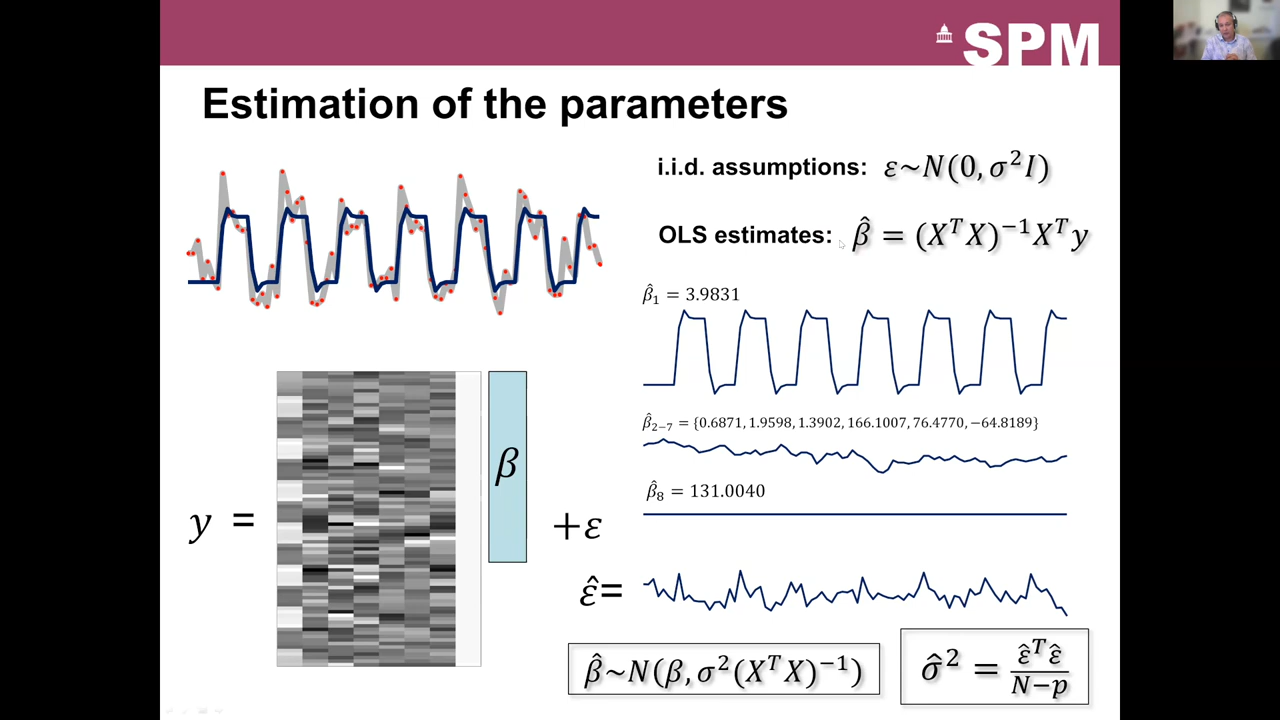 SPM
Estimation of the parameters
i.i.d. assumptions: ε~N(0, σ²I)
OLS estimates: β̂ = (XᵀX)⁻¹Xᵀy
β̂₁ = 3.9831
β̂₂₋₇ = {0.6871, 1.9598, 1.3902, 166.1007, 76.4770, −64.8189}
β̂₈ = 131.0040
y = β +ε
ε̂=
β̂~N(β, σ²(XᵀX)⁻¹)
σ̂² = ε̂ᵀε̂ / N−p